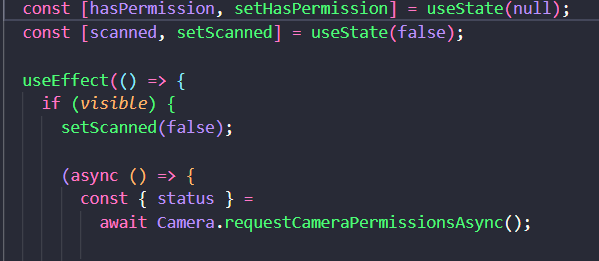 const [hasPermission, setHasPermission] = useState(null);
const [scanned, setScanned] = useState(false);
useEffect(() => {
if (visible) {
setScanned(false);
(async () => {
const { status } =
await Camera.requestCameraPermissionsAsync();